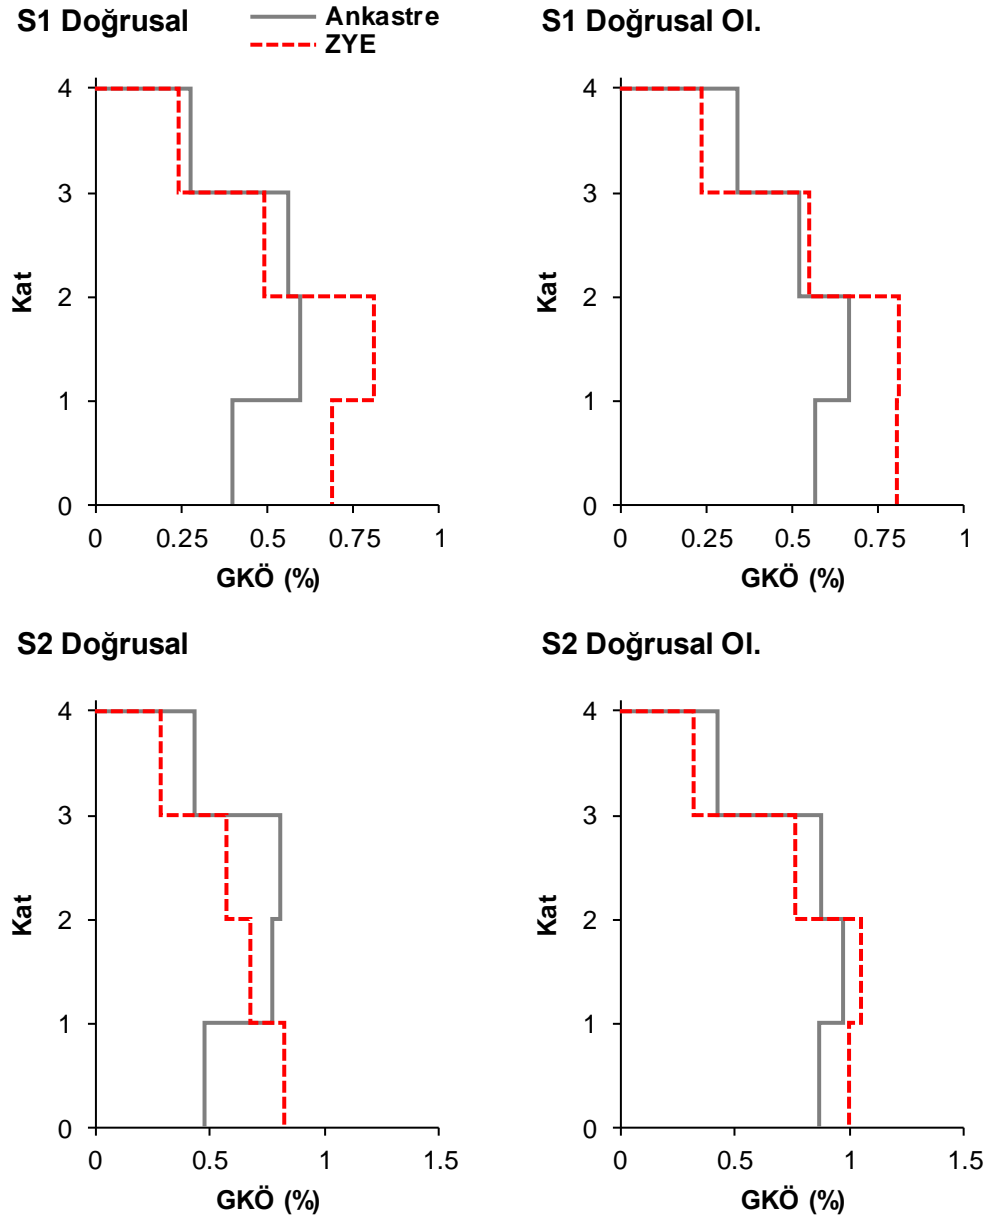 S1 Doğrusal
Ankastre
ZYE
S1 Doğrusal Ol.
4
3
2
1
0
Kat
0 0.25 0.5 0.75 1
GKÖ (%)
4
3
2
1
0
Kat
0 0.25 0.5 0.75 1
GKÖ (%)
S2 Doğrusal
S2 Doğrusal Ol.
4
3
2
1
0
Kat
0 0.5 1 1.5
GKÖ (%)
4
3
2
1
0
Kat
0 0.5 1 1.5
GKÖ (%)